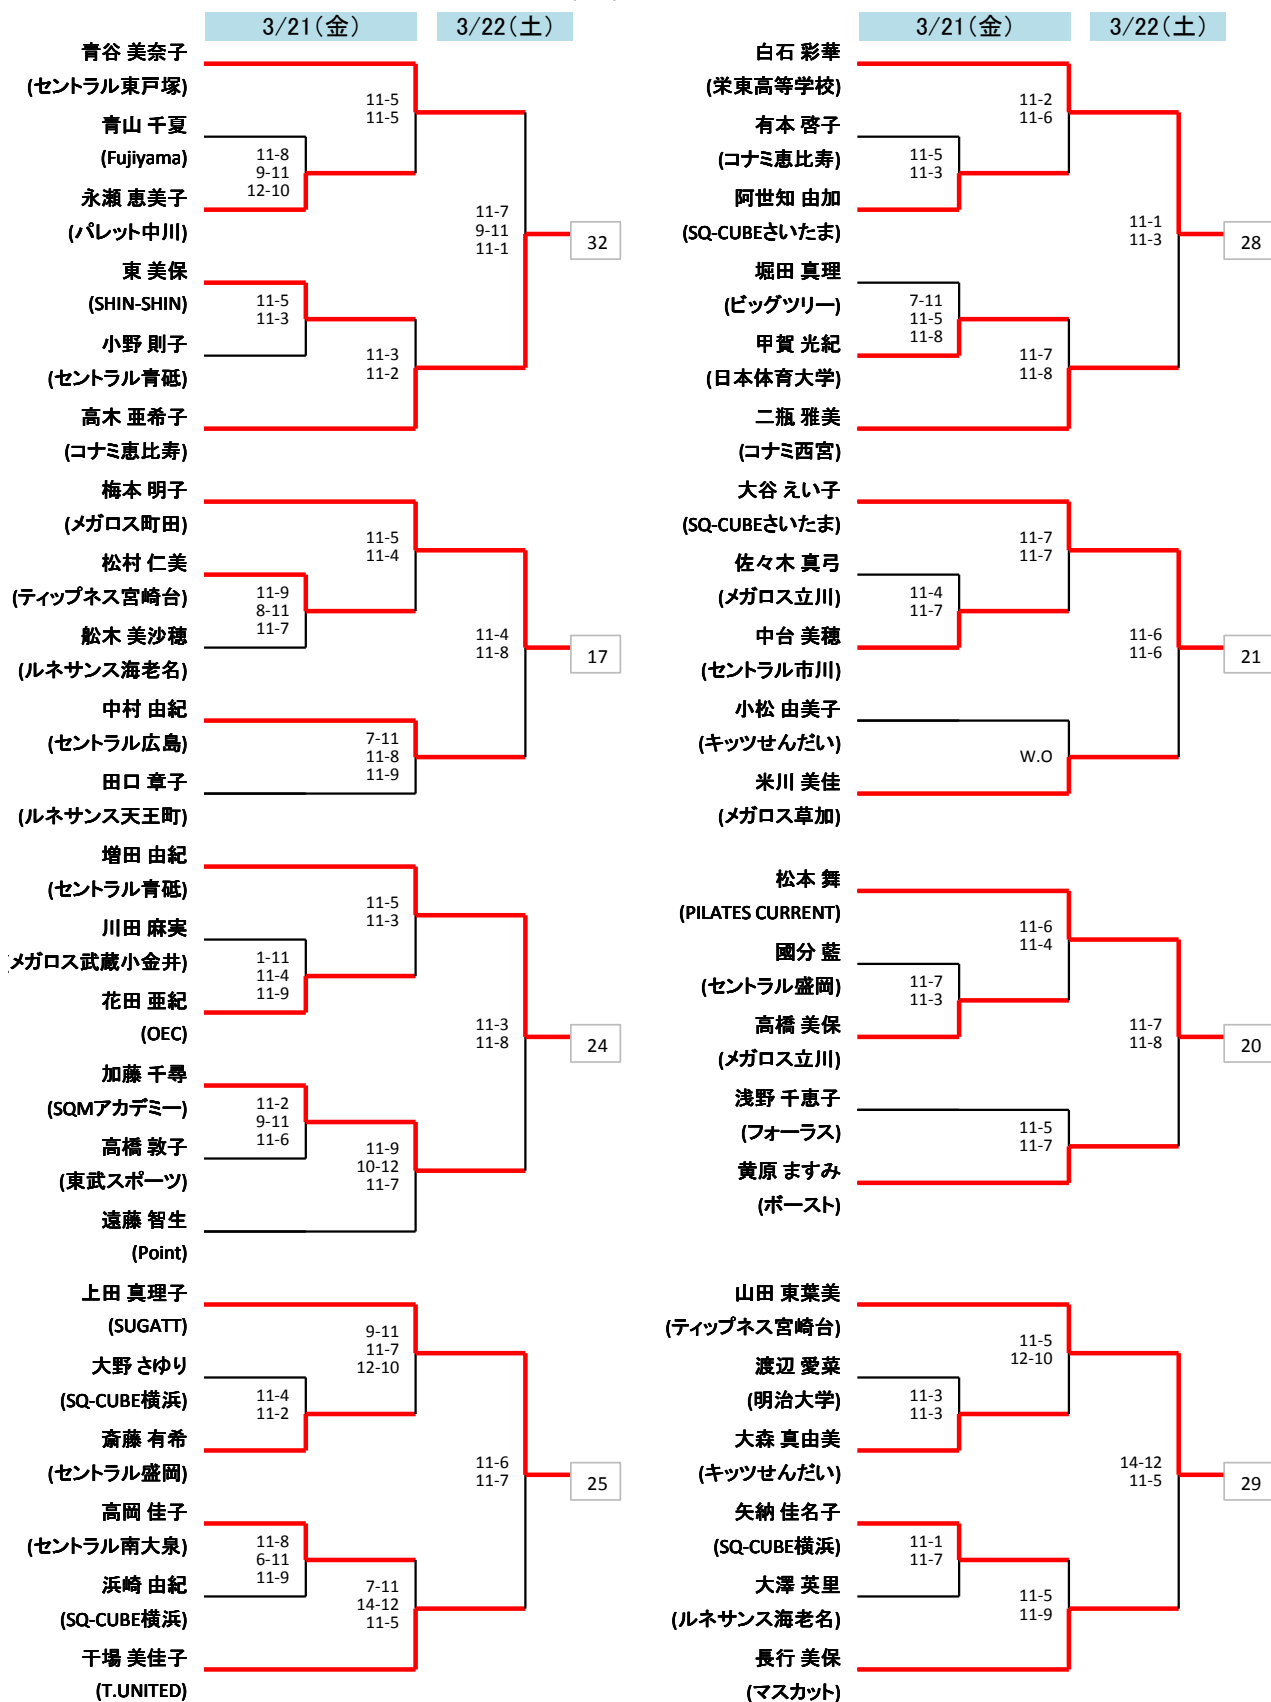 3/21(金)
3/22(土)
青谷 美奈子
(セントラル東戸塚)
11-5
11-5
青山 千夏
(Fujiyama)
11-8
9-11
12-10
永瀬 恵美子
(パレット中川)
11-7
9-11
11-1
32
東 美保
(SHIN-SHIN)
11-5
11-3
小野 則子
(セントラル青砥)
11-3
11-2
高木 亜希子
(コナミ恵比寿)
梅本 明子
(メガロス町田)
11-5
11-4
松村 仁美
(ティップネス宮崎台)
11-9
8-11
11-7
舩木 美沙穂
(ルネサンス海老名)
11-4
11-8
17
中村 由紀
(セントラル広島)
7-11
11-8
11-9
田口 章子
(ルネサンス天王町)
増田 由紀
(セントラル青砥)
11-5
11-3
川田 麻実
(メガロス武蔵小金井)
1-11
11-4
11-9
花田 亜紀
(OEC)
11-3
11-8
24
加藤 千尋
(SQMアカデミー)
11-2
9-11
11-6
高橋 敦子
(東武スポーツ)
11-9
10-12
11-7
遠藤 智生
(Point)
上田 真理子
(SUGATT)
9-11
11-7
12-10
大野 さゆり
(SQ-CUBE横浜)
11-4
11-2
斎藤 有希
(セントラル盛岡)
11-6
11-7
25
高岡 佳子
(セントラル南大泉)
11-8
6-11
11-9
浜崎 由紀
(SQ-CUBE横浜)
7-11
14-12
11-5
干場 美佳子
(T.UNITED)
3/21(金)
3/22(土)
白石 彩華
(栄東高等学校)
11-2
11-6
有本 啓子
(コナミ恵比寿)
11-5
11-3
阿世知 由加
(SQ-CUBEさいたま)
11-1
11-3
28
堀田 真理
(ビッグツリー)
7-11
11-5
11-8
甲賀 光紀
(日本体育大学)
11-7
11-8
二瓶 雅美
(コナミ西宮)
大谷 えい子
(SQ-CUBEさいたま)
11-7
11-7
佐々木 真弓
(メガロス立川)
11-4
11-7
中台 美穂
(セントラル市川)
11-6
11-6
21
小松 由美子
(キッツせんだい)
W.O
米川 美佳
(メガロス草加)
松本 舞
(PILATES CURRENT)
11-6
11-4
國分 藍
(セントラル盛岡)
11-7
11-3
高橋 美保
(メガロス立川)
11-7
11-8
20
浅野 千恵子
(フォーラス)
11-5
11-7
黄原 ますみ
(ボースト)
山田 東葉美
(ティップネス宮崎台)
11-5
12-10
渡辺 愛菜
(明治大学)
11-3
11-3
大森 真由美
(キッツせんだい)
14-12
11-5
29
矢納 佳名子
(SQ-CUBE横浜)
11-1
11-7
大澤 英里
(ルネサンス海老名)
11-5
11-9
長行 美保
(マスカット)